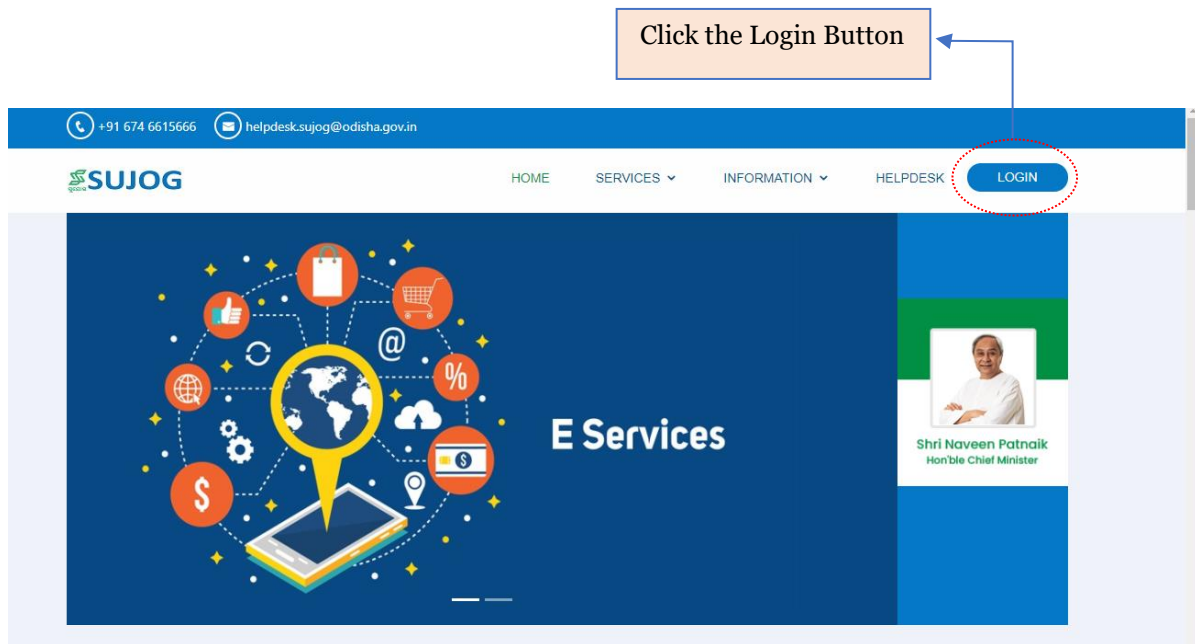 Click the Login Button
+91 674 6615666 helpdesk.sujog@odisha.gov.in
SUJOG
ସୁଯୋଗ
HOME SERVICES INFORMATION HELPDESK LOGIN
@
%
$
$
E Services
Shri Naveen Patnaik
Hon'ble Chief Minister